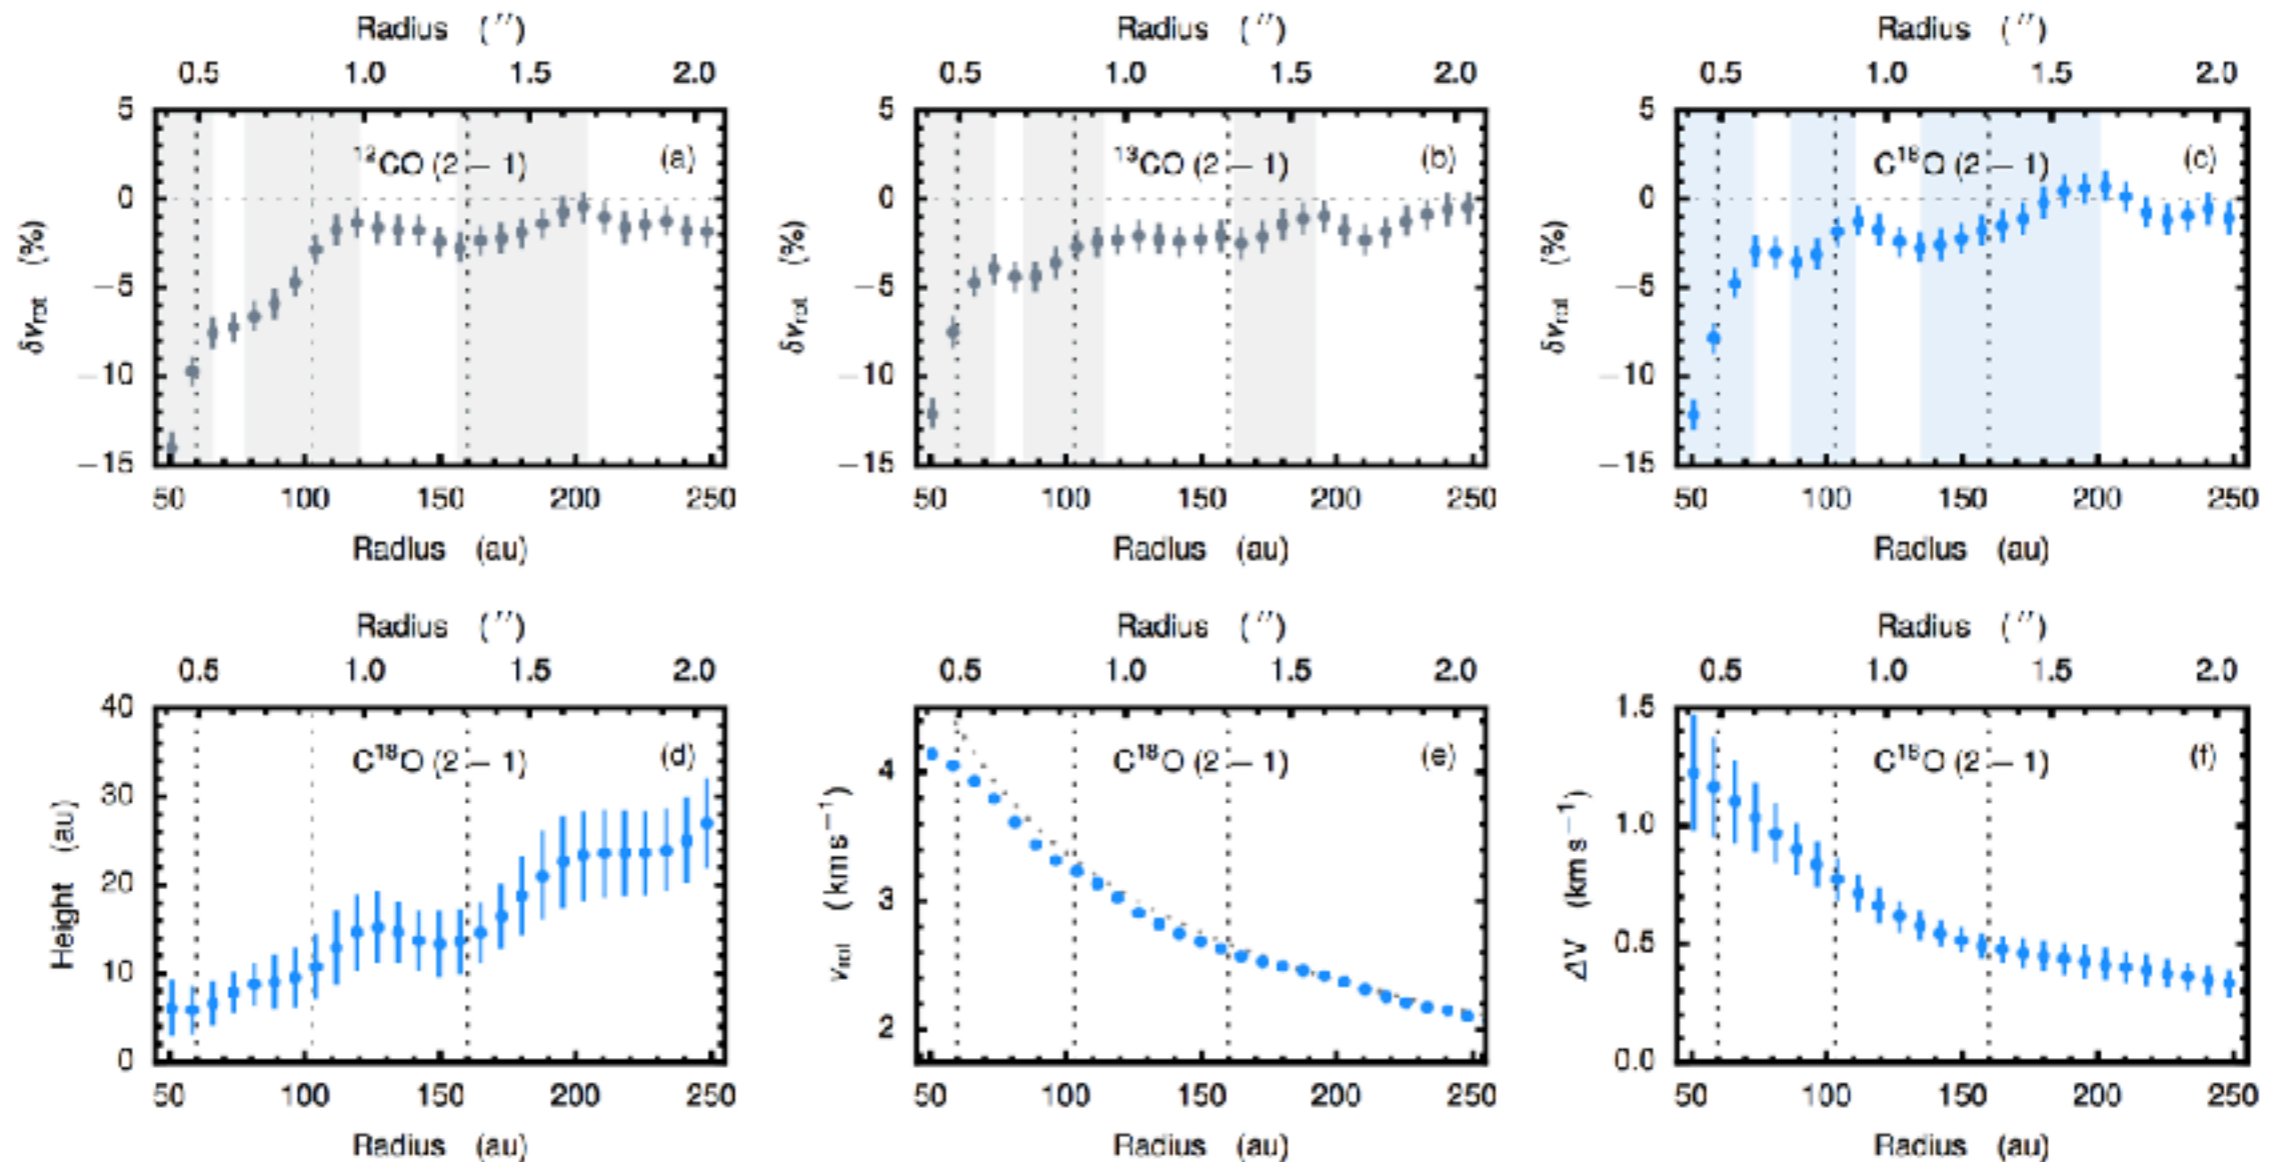 Radius (″) Radius (″) Radius (″)
0.5 1.0 1.5 2.0 0.5 1.0 1.5 2.0 0.5 1.0 1.5 2.0
¹²CO (2 − 1) (a) ¹³CO (2 − 1) (b) C¹⁸O (2 − 1) (c)
5 5 5
0 0 0
−5 −5 −5
−10 −10 −10
−15 −15 −15
δvrot (%) δvrot (%) δvrot (%)
50 100 150 200 250 50 100 150 200 250 50 100 150 200 250
Radius (au) Radius (au) Radius (au)
Radius (″) Radius (″) Radius (″)
0.5 1.0 1.5 2.0 0.5 1.0 1.5 2.0 0.5 1.0 1.5 2.0
C¹⁸O (2 − 1) (d) C¹⁸O (2 − 1) (e) C¹⁸O (2 − 1) (f)
40 4 1.5
30 3 1.0
20 2 0.5
10 0.0
0
Height (au) vrot (km s⁻¹) ΔV (km s⁻¹)
50 100 150 200 250 50 100 150 200 250 50 100 150 200 250
Radius (au) Radius (au) Radius (au)